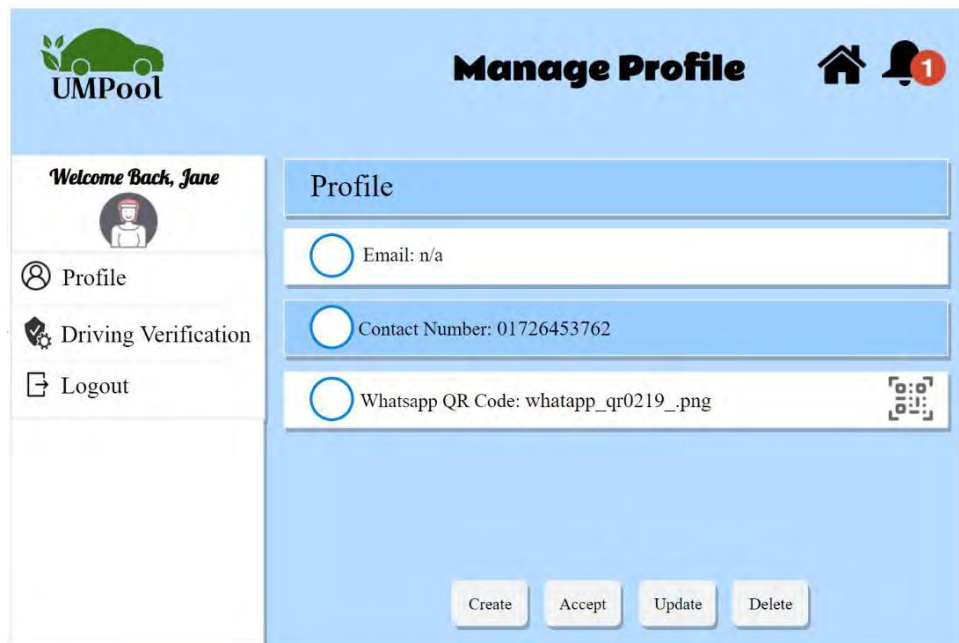 UMPool
Manage Profile
1
Welcome Back, Jane
Profile
Driving Verification
Logout
Profile
Email: n/a
Contact Number: 01726453762
Whatsapp QR Code: whatapp_qr0219_.png
Create
Accept
Update
Delete